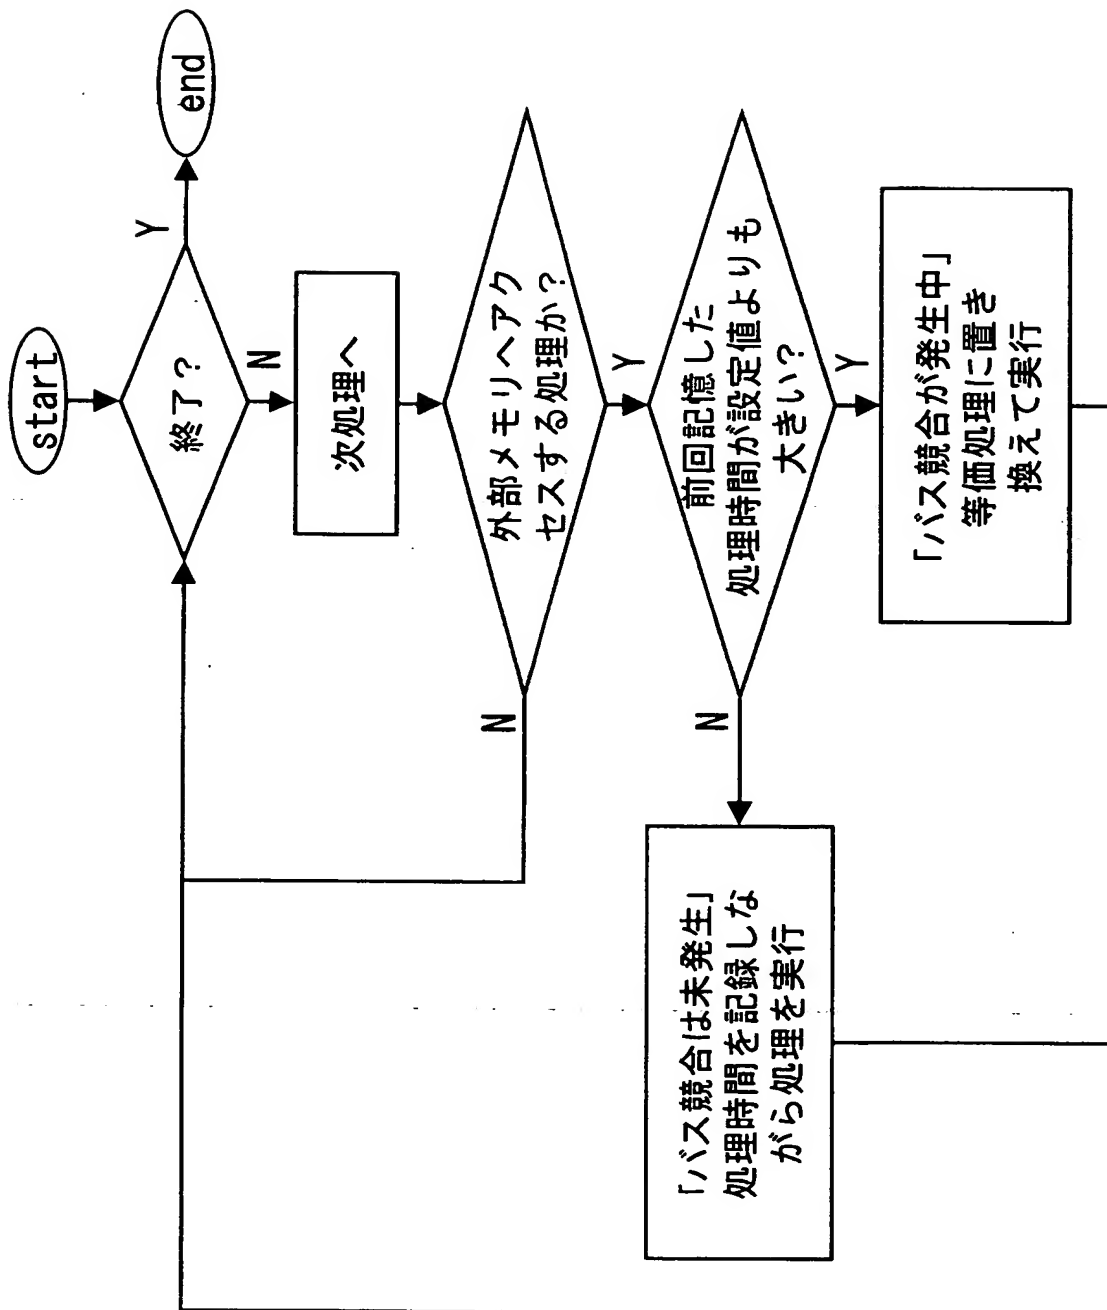 start
終了？
Y
end
N
次処理へ
外部メモリへアク
セスする処理か？
N
Y
前回記憶した
処理時間が設定値よりも
大きい？
N
Y
「バス競合は未発生」
処理時間を記録しな
がら処理を実行
「バス競合が発生中」
等価処理に置き
換えて実行